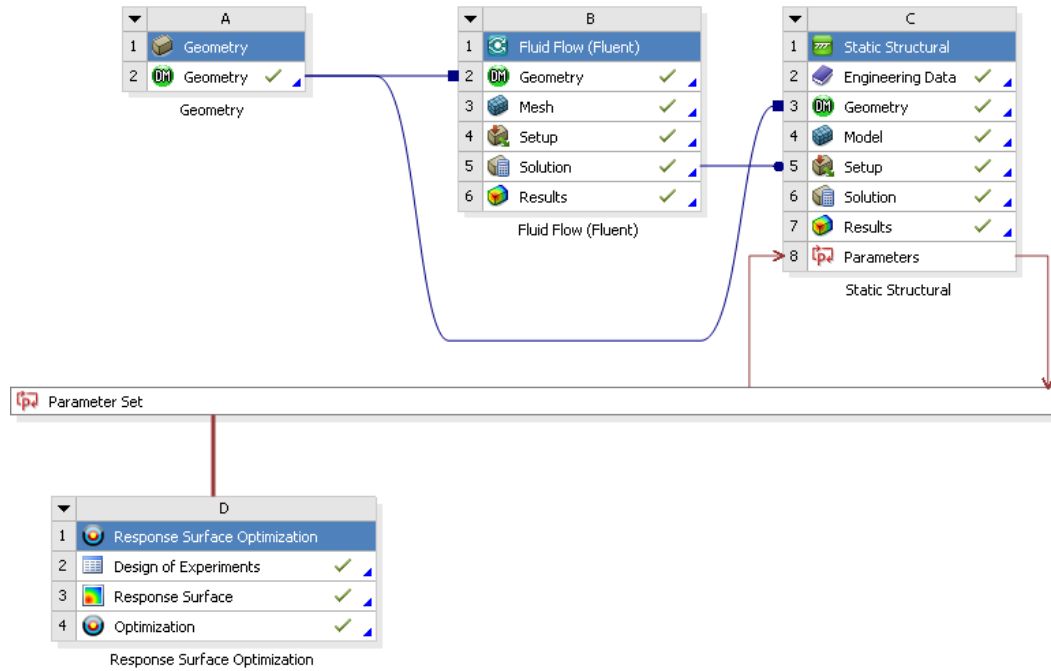 A
1 Geometry
2 DM Geometry
Geometry
B
1 Fluid Flow (Fluent)
2 DM Geometry
3 Mesh
4 Setup
5 Solution
6 Results
Fluid Flow (Fluent)
C
1 Static Structural
2 Engineering Data
3 DM Geometry
4 Model
5 Setup
6 Solution
7 Results
8 p Parameters
Static Structural
p Parameter Set
D
1 Response Surface Optimization
2 Design of Experiments
3 Response Surface
4 Optimization
Response Surface Optimization